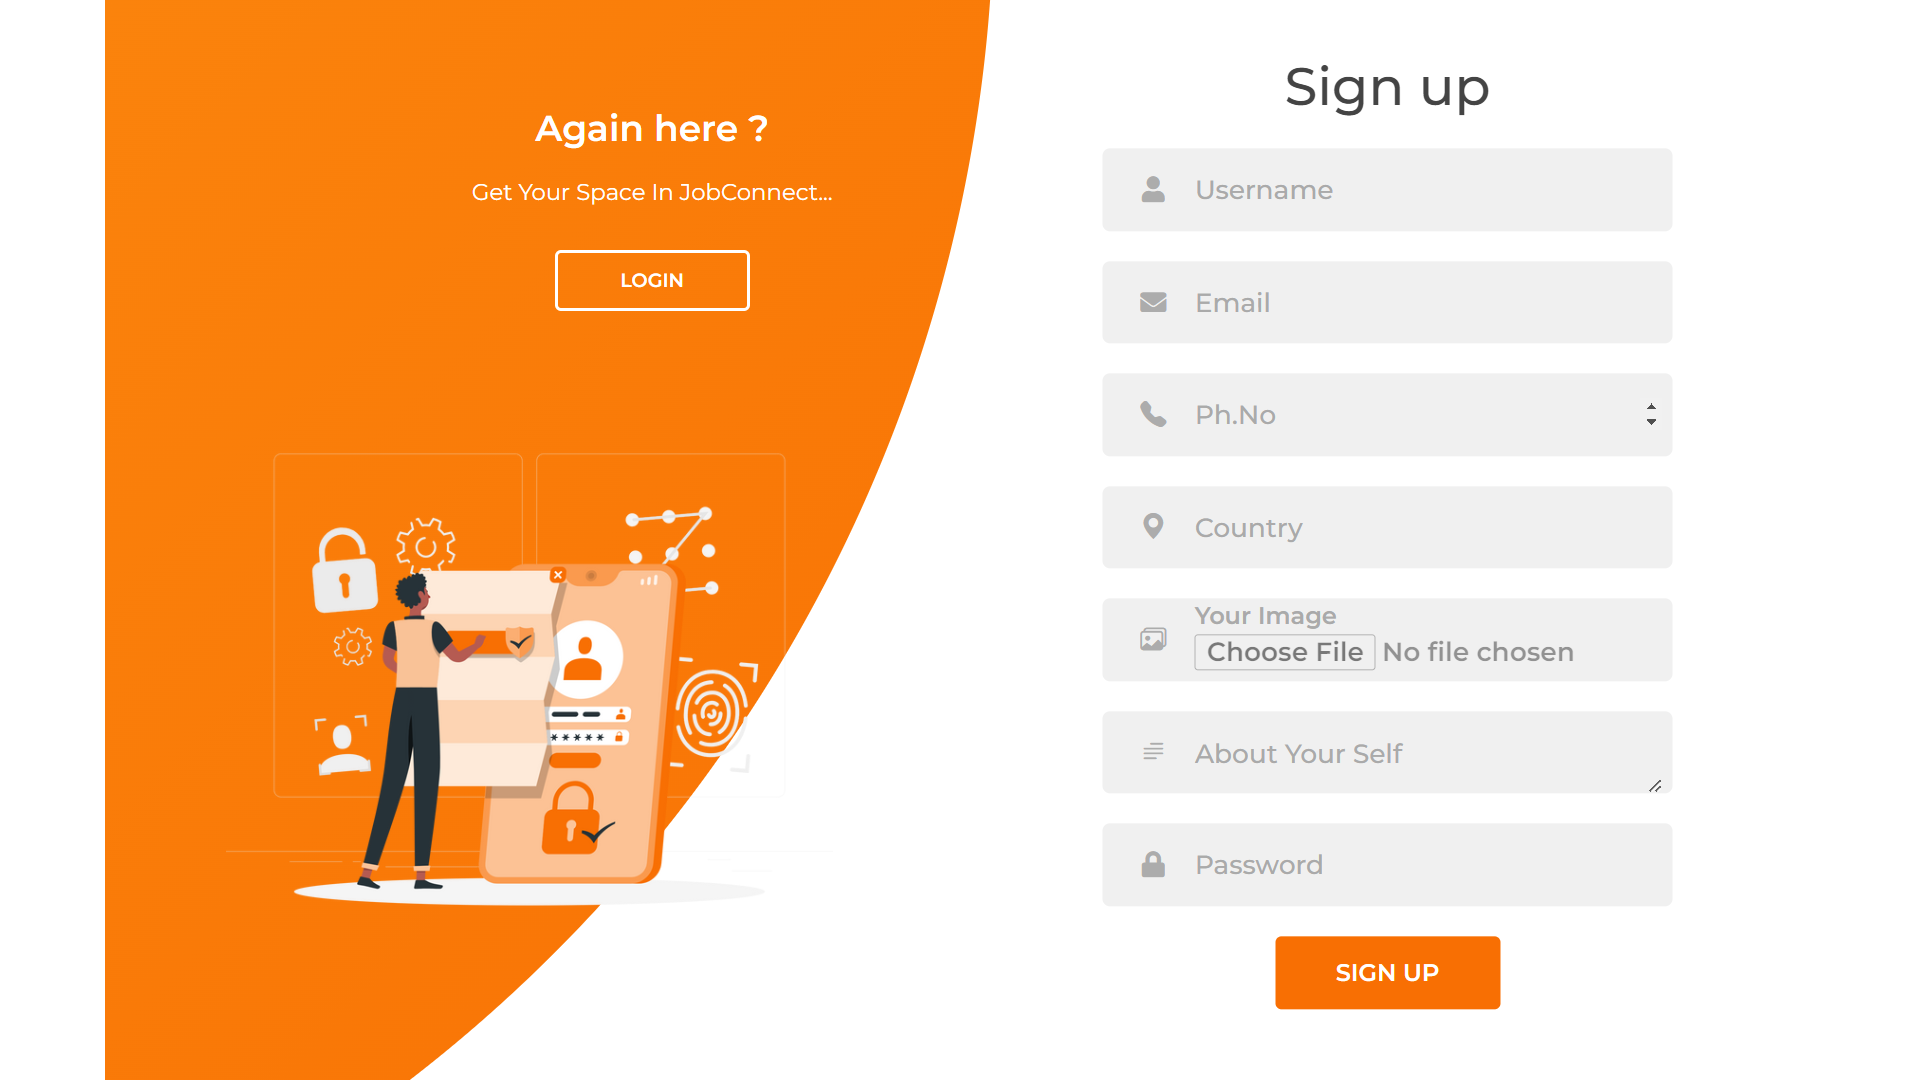 Again here ?
Get Your Space In JobConnect...
LOGIN
Sign up
Username
Email
Ph.No
Country
Your Image
Choose File No file chosen
About Your Self
Password
SIGN UP